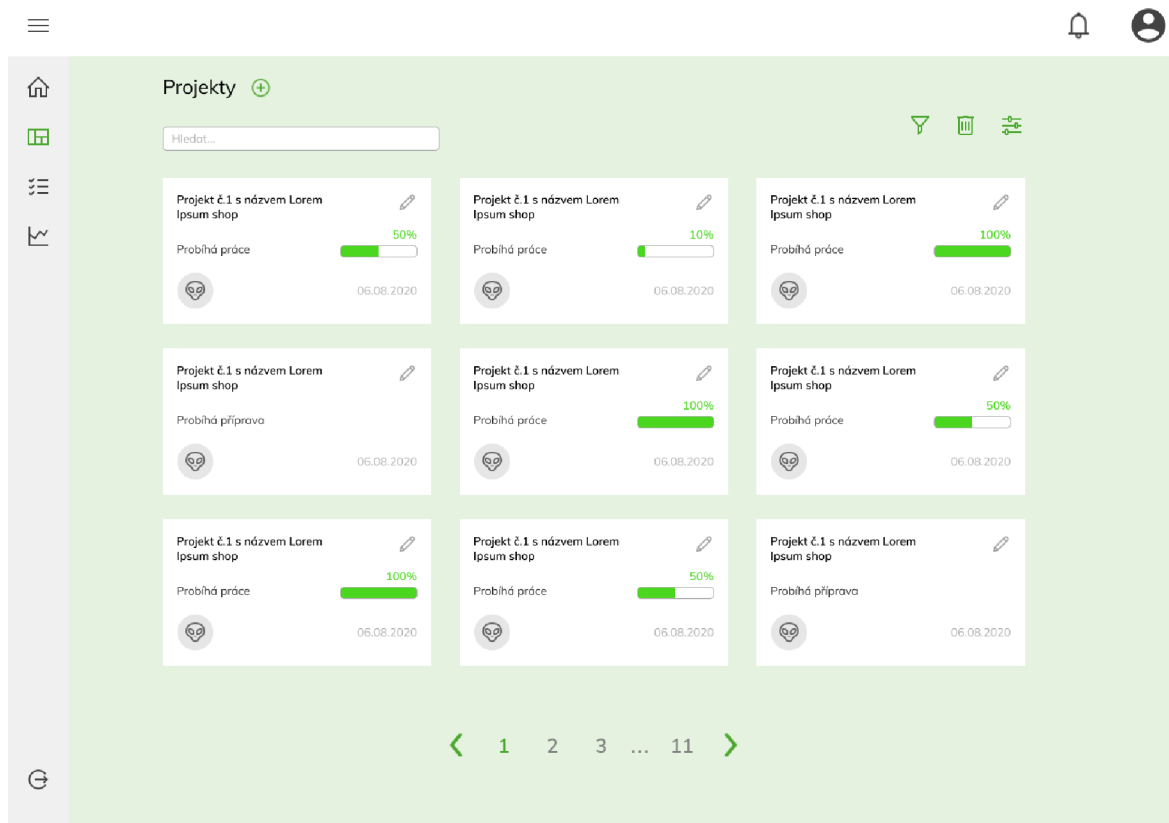 Projekty
Hledat...
Projekt č.1 s názvem Lorem
Ipsum shop
50%
Probíhá práce
06.08.2020
Projekt č.1 s názvem Lorem
Ipsum shop
10%
Probíhá práce
06.08.2020
Projekt č.1 s názvem Lorem
Ipsum shop
100%
Probíhá práce
06.08.2020
Projekt č.1 s názvem Lorem
Ipsum shop
Probíhá příprava
06.08.2020
Projekt č.1 s názvem Lorem
Ipsum shop
100%
Probíhá práce
06.08.2020
Projekt č.1 s názvem Lorem
Ipsum shop
50%
Probíhá práce
06.08.2020
Projekt č.1 s názvem Lorem
Ipsum shop
100%
Probíhá práce
06.08.2020
Projekt č.1 s názvem Lorem
Ipsum shop
50%
Probíhá práce
06.08.2020
Projekt č.1 s názvem Lorem
Ipsum shop
Probíhá příprava
06.08.2020
1 2 3 ... 11